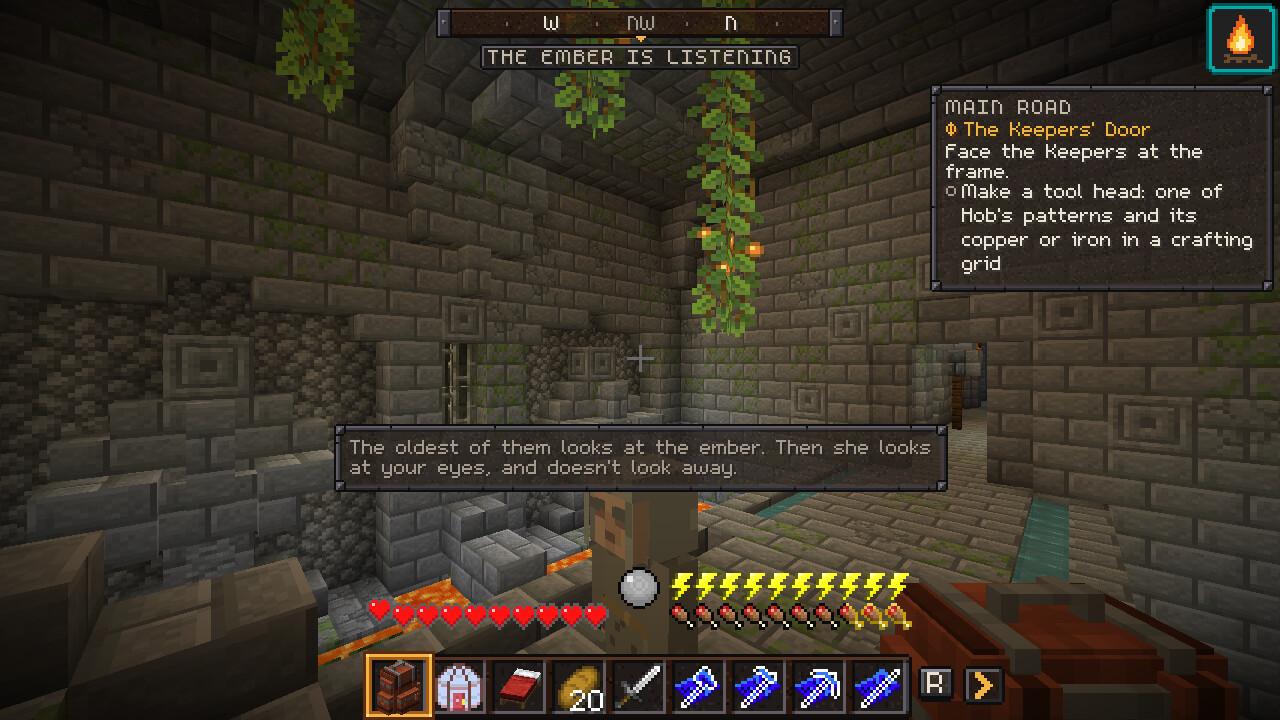 W NW N
THE EMBER IS LISTENING
MAIN ROAD
The Keepers' Door
Face the Keepers at the
frame.
Make a tool head: one of
Hob's patterns and its
copper or iron in a crafting
grid
The oldest of them looks at the ember. Then she looks
at your eyes, and doesn't look away.
20
R